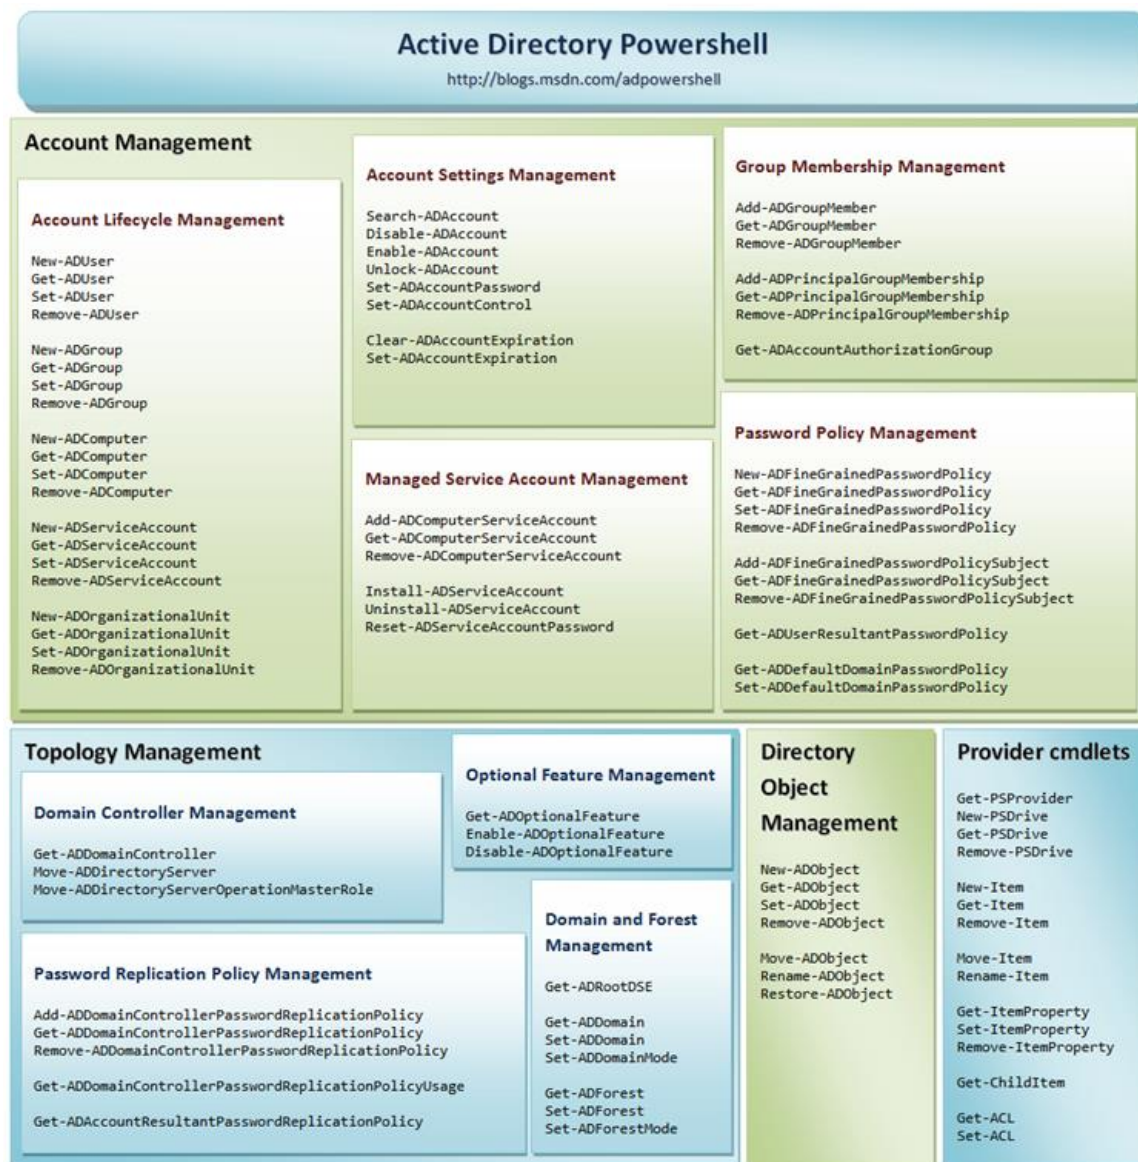 Active Directory Powershell
http://blogs.msdn.com/adpowershell
Account Management
Account Lifecycle Management
New-ADUser
Get-ADUser
Set-ADUser
Remove-ADUser
New-ADGroup
Get-ADGroup
Set-ADGroup
Remove-ADGroup
New-ADComputer
Get-ADComputer
Set-ADComputer
Remove-ADComputer
New-ADServiceAccount
Get-ADServiceAccount
Set-ADServiceAccount
Remove-ADServiceAccount
New-ADOrganizationalUnit
Get-ADOrganizationalUnit
Set-ADOrganizationalUnit
Remove-ADOrganizationalUnit
Account Settings Management
Search-ADAccount
Disable-ADAccount
Enable-ADAccount
Unlock-ADAccount
Set-ADAccountPassword
Set-ADAccountControl
Clear-ADAccountExpiration
Set-ADAccountExpiration
Managed Service Account Management
Add-ADComputerServiceAccount
Get-ADComputerServiceAccount
Remove-ADComputerServiceAccount
Install-ADServiceAccount
Uninstall-ADServiceAccount
Reset-ADServiceAccountPassword
Group Membership Management
Add-ADGroupMember
Get-ADGroupMember
Remove-ADGroupMember
Add-ADPrincipalGroupMembership
Get-ADPrincipalGroupMembership
Remove-ADPrincipalGroupMembership
Get-ADAccountAuthorizationGroup
Password Policy Management
New-ADFineGrainedPasswordPolicy
Get-ADFineGrainedPasswordPolicy
Set-ADFineGrainedPasswordPolicy
Remove-ADFineGrainedPasswordPolicy
Add-ADFineGrainedPasswordPolicySubject
Get-ADFineGrainedPasswordPolicySubject
Remove-ADFineGrainedPasswordPolicySubject
Get-ADUserResultantPasswordPolicy
Get-ADDefaultDomainPasswordPolicy
Set-ADDefaultDomainPasswordPolicy
Topology Management
Domain Controller Management
Get-ADDomainController
Move-ADDirectoryServer
Move-ADDirectoryServerOperationMasterRole
Password Replication Policy Management
Add-ADDomainControllerPasswordReplicationPolicy
Get-ADDomainControllerPasswordReplicationPolicy
Remove-ADDomainControllerPasswordReplicationPolicy
Get-ADDomainControllerPasswordReplicationPolicyUsage
Get-ADAccountResultantPasswordReplicationPolicy
Optional Feature Management
Get-ADOptionalFeature
Enable-ADOptionalFeature
Disable-ADOptionalFeature
Domain and Forest
Management
Get-ADRootDSE
Get-ADDomain
Set-ADDomain
Set-ADDomainMode
Get-ADForest
Set-ADForest
Set-ADForestMode
Directory
Object
Management
New-ADObject
Get-ADObject
Set-ADObject
Remove-ADObject
Move-ADObject
Rename-ADObject
Restore-ADObject
Provider cmdlets
Get-PSProvider
New-PSDrive
Get-PSDrive
Remove-PSDrive
New-Item
Get-Item
Remove-Item
Move-Item
Rename-Item
Get-ItemProperty
Set-ItemProperty
Remove-ItemProperty
Get-ChildItem
Get-ACL
Set-ACL